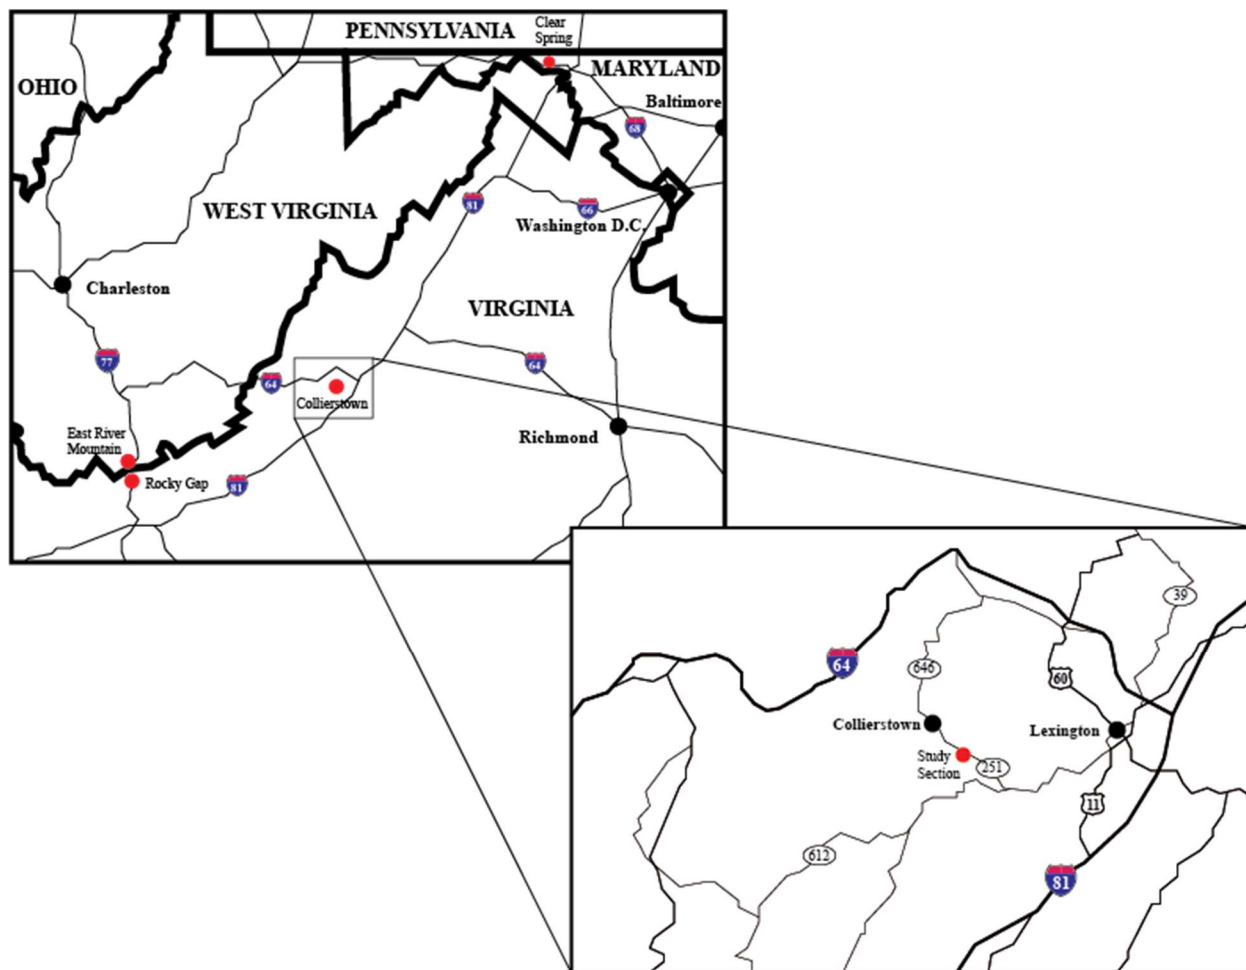 PENNSYLVANIA
Clear
Spring
OHIO
MARYLAND
Baltimore
68
WEST VIRGINIA
81
66
Washington D.C.
Charleston
VIRGINIA
77
64
64
Collierstown
East River
Mountain
Richmond
Rocky Gap
81
39
64
646
60
Collierstown
Lexington
Study
Section
251
11
612
81